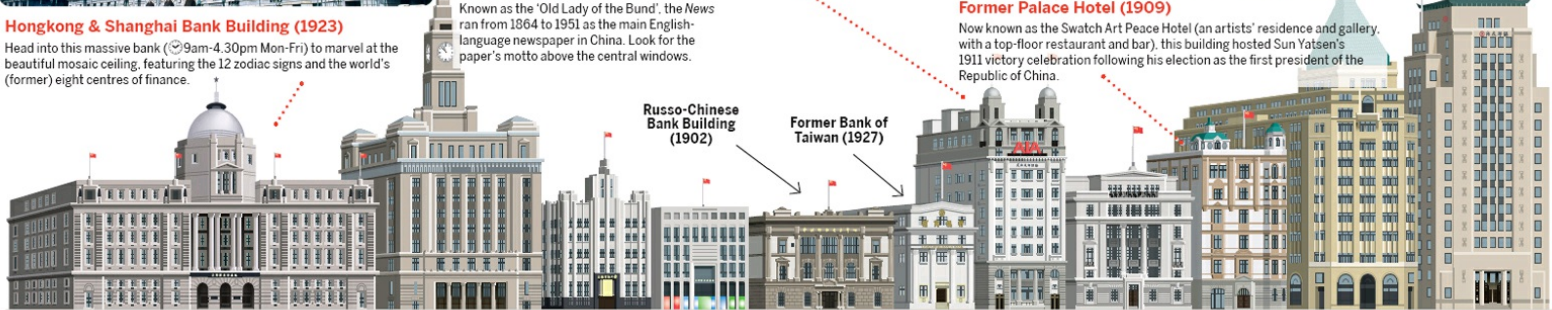 Hongkong & Shanghai Bank Building (1923)
Head into this massive bank (9am-4.30pm Mon-Fri) to marvel at the
beautiful mosaic ceiling, featuring the 12 zodiac signs and the world's
(former) eight centres of finance.
Known as the 'Old Lady of the Bund', the News
ran from 1864 to 1951 as the main English-
language newspaper in China. Look for the
paper's motto above the central windows.
Russo-Chinese
Bank Building
(1902)
Former Bank of
Taiwan (1927)
Former Palace Hotel (1909)
Now known as the Swatch Art Peace Hotel (an artists' residence and gallery,
with a top-floor restaurant and bar), this building hosted Sun Yatsen's
1911 victory celebration following his election as the first president of the
Republic of China.
AIA